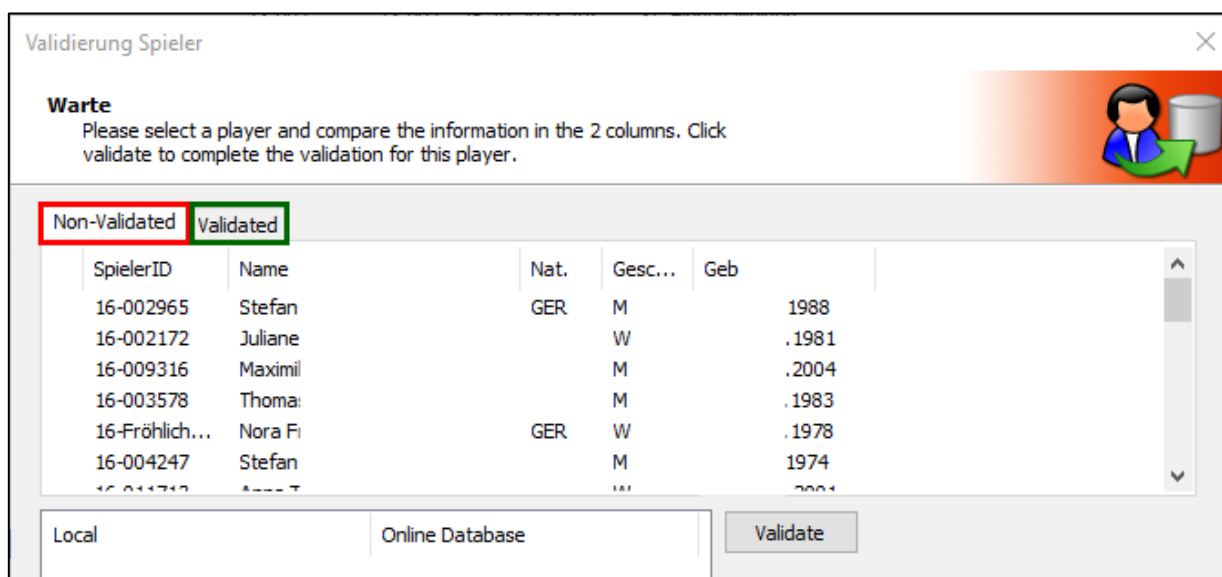 Validierung Spieler
Warte
Please select a player and compare the information in the 2 columns. Click
validate to complete the validation for this player.
Non-Validated Validated
SpielerID Name Nat. Gesc... Geb
16-002965 Stefan GER M 1988
16-002172 Juliane W .1981
16-009316 Maximil M .2004
16-003578 Thomas M .1983
16-Fröhlich... Nora F GER W .1978
16-004247 Stefan M 1974
Local Online Database Validate